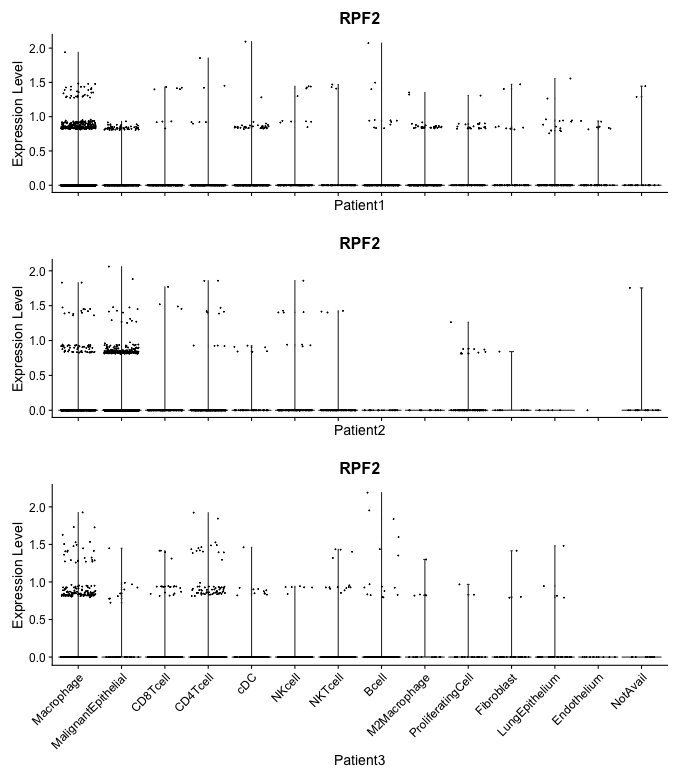 RPF2
Expression Level
2.0
1.5
1.0
0.5
0.0
Patient1
RPF2
Expression Level
2.0
1.5
1.0
0.5
0.0
Patient2
RPF2
Expression Level
2.0
1.5
1.0
0.5
0.0
Macrophage
MalignantEpithelial
CD8Tcell
CD4Tcell
cDC
NKcell
NKTcell
Bcell
M2Macrophage
ProliferatingCell
Fibroblast
LungEpithelium
Endothelium
NotAvail
Patient3